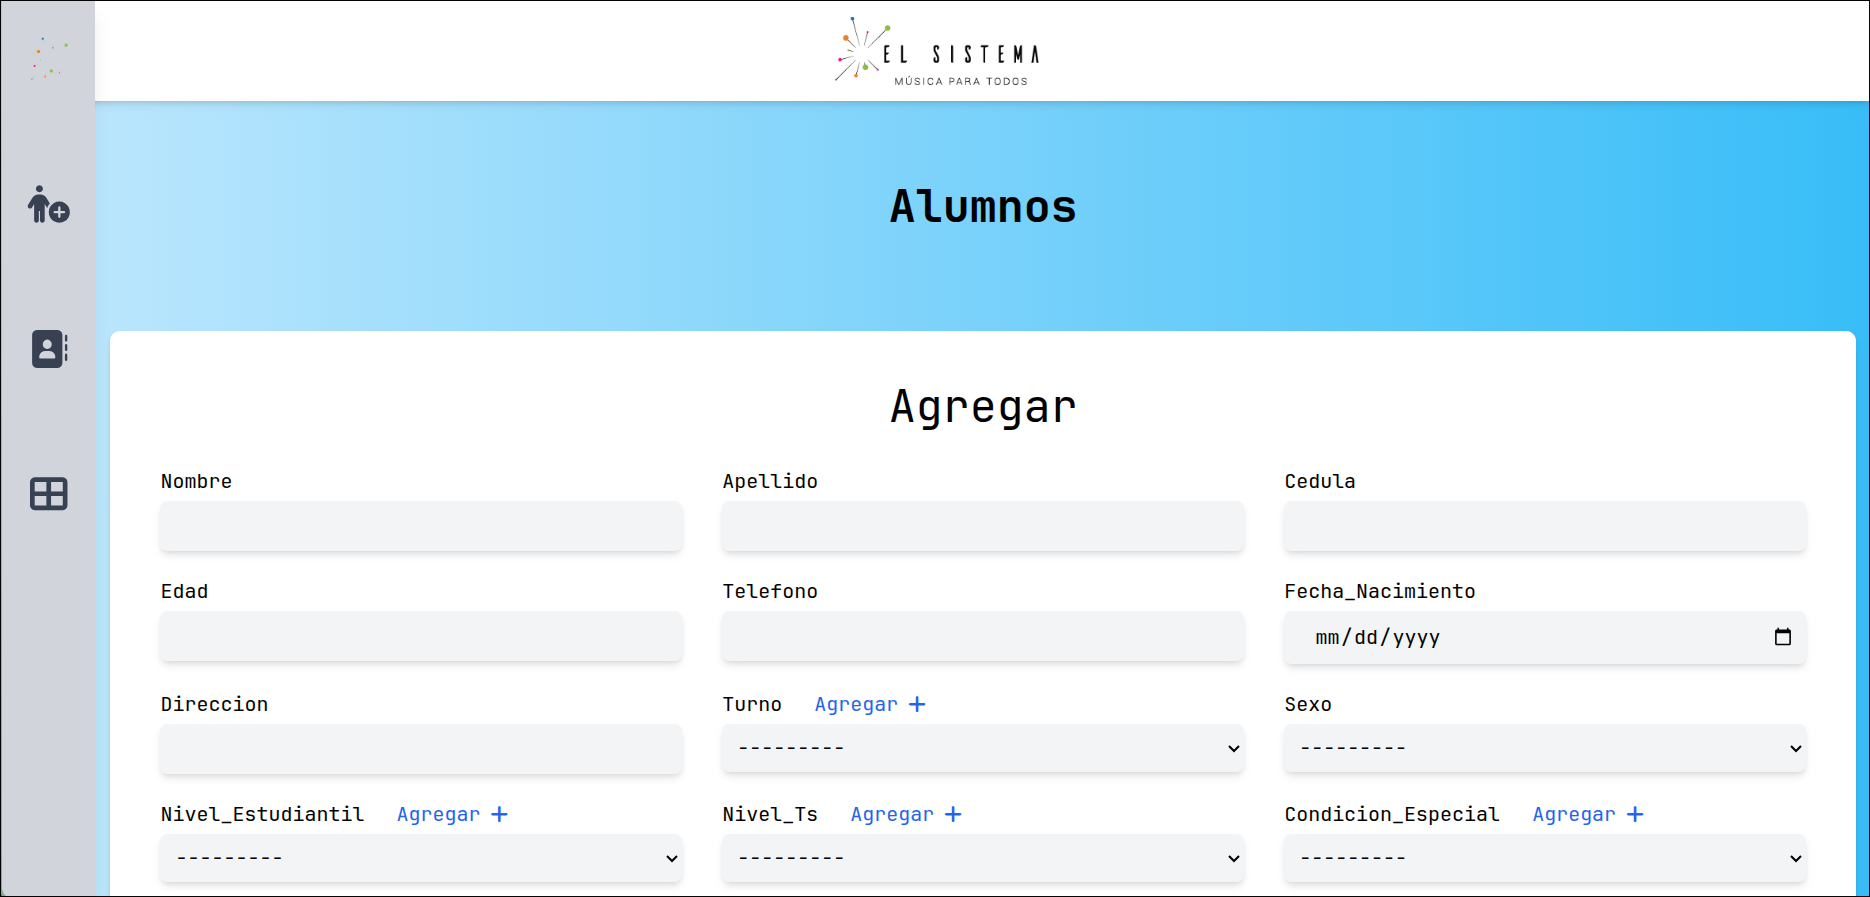 EL SISTEMA
MÚSICA PARA TODOS
Alumnos
Agregar
Nombre Apellido Cedula
Edad Telefono Fecha_Nacimiento
mm/dd/yyyy
Direccion Turno Agregar + Sexo
--------- ---------
Nivel_Estudiantil Agregar + Nivel_Ts Agregar + Condicion_Especial Agregar +
--------- --------- ---------